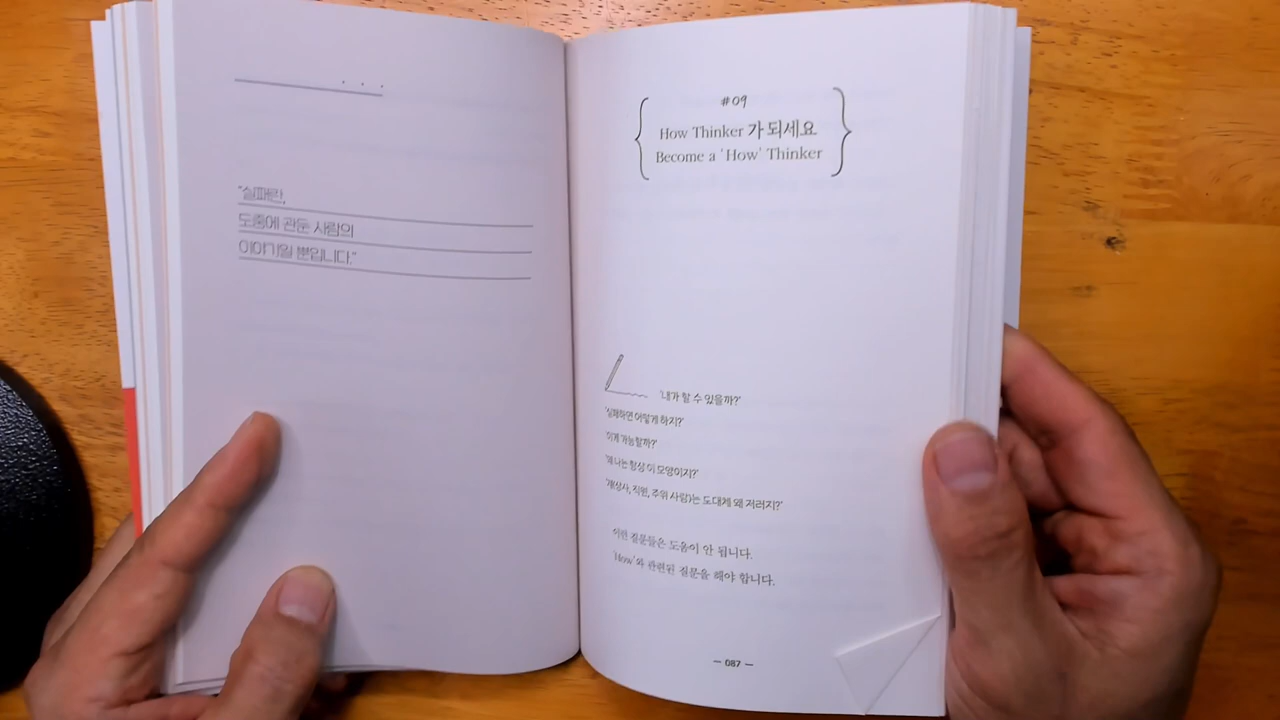 "실패란,
도중에 관둔 사람의
이야기일 뿐입니다."
#09
How Thinker 가 되세요
Become a 'How' Thinker
'내가 할 수 있을까?'
'실패하면 어떻게 하지?'
'이게 가능할까?'
'왜 나는 항상 이 모양이지?'
'쟤(상사, 직원, 주위 사람)는 도대체 왜 저러지?'
이런 질문들은 도움이 안 됩니다.
'How'와 관련된 질문을 해야 합니다.
— 087 —